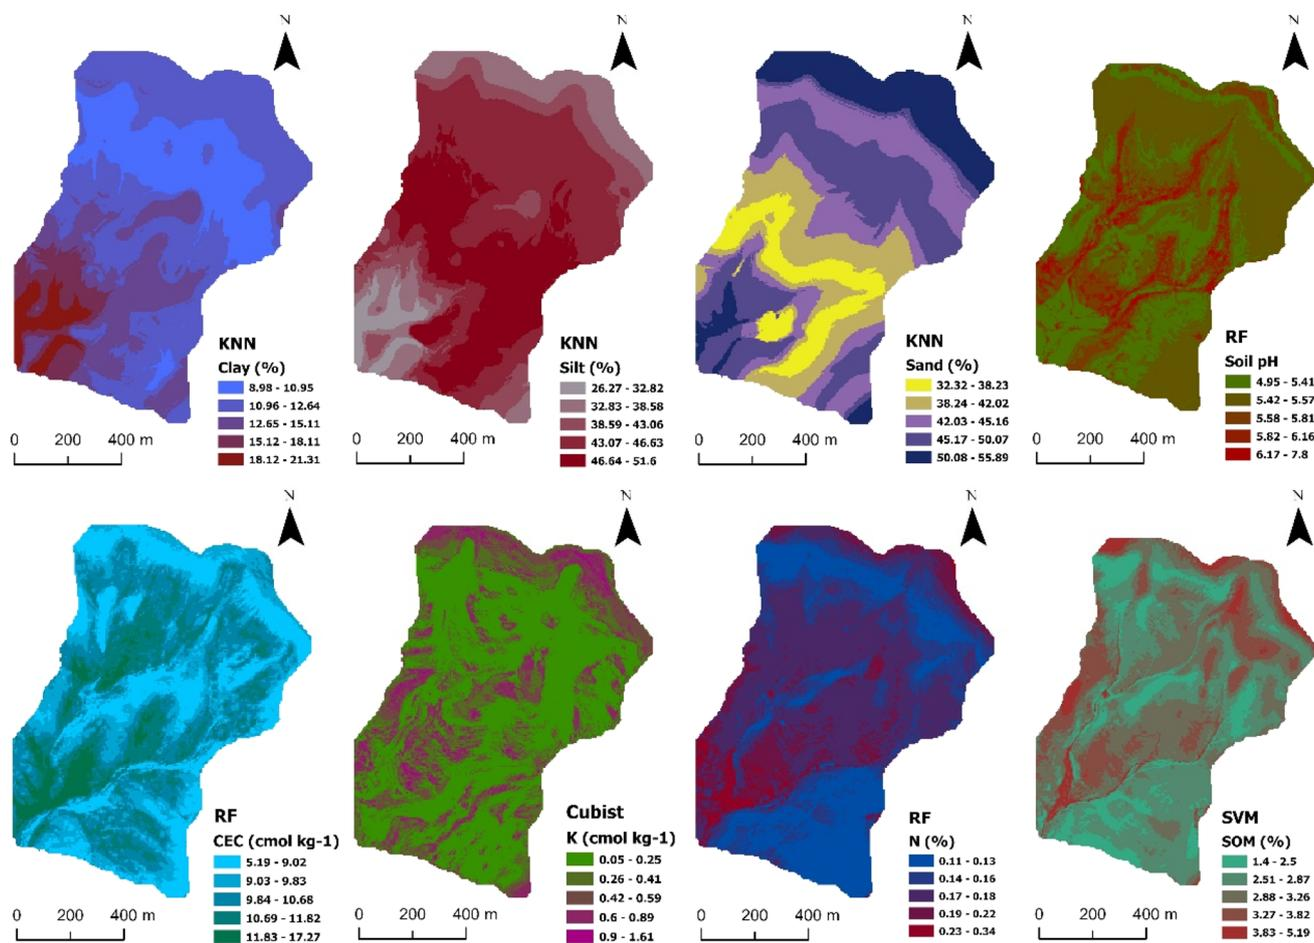 N
KNN
Clay (%)
8.98 - 10.95
10.96 - 12.64
12.65 - 15.11
15.12 - 18.11
18.12 - 21.31
0 200 400 m
N
KNN
Silt (%)
26.27 - 32.82
32.83 - 38.58
38.59 - 43.06
43.07 - 46.63
46.64 - 51.6
0 200 400 m
N
KNN
Sand (%)
32.32 - 38.23
38.24 - 42.02
42.03 - 45.16
45.17 - 50.07
50.08 - 55.89
0 200 400 m
N
RF
Soil pH
4.95 - 5.41
5.42 - 5.57
5.58 - 5.81
5.82 - 6.16
6.17 - 7.8
0 200 400 m
N
RF
CEC (cmol kg-1)
5.19 - 9.02
9.03 - 9.83
9.84 - 10.68
10.69 - 11.82
11.83 - 17.27
0 200 400 m
N
Cubist
K (cmol kg-1)
0.05 - 0.25
0.26 - 0.41
0.42 - 0.59
0.6 - 0.89
0.9 - 1.61
0 200 400 m
N
RF
N (%)
0.11 - 0.13
0.14 - 0.16
0.17 - 0.18
0.19 - 0.22
0.23 - 0.34
0 200 400 m
N
SVM
SOM (%)
1.4 - 2.5
2.51 - 2.87
2.88 - 3.26
3.27 - 3.82
3.83 - 5.19
0 200 400 m